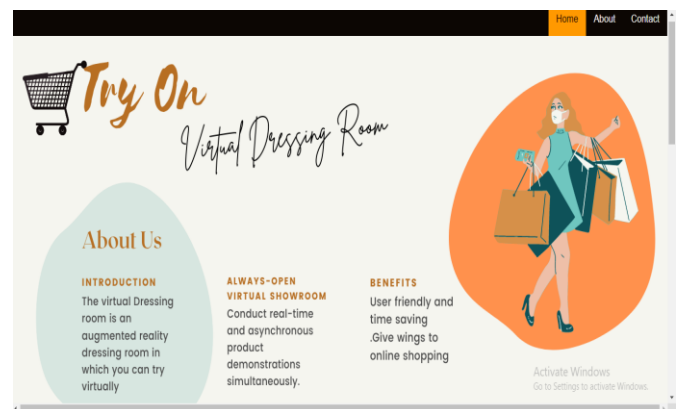 Home About Contact
Try On
Virtual Dressing Room
About Us
INTRODUCTION
The virtual Dressing
room is an
augmented reality
dressing room in
which you can try
virtually
ALWAYS-OPEN
VIRTUAL SHOWROOM
Conduct real-time
and asynchronous
product
demonstrations
simultaneously.
BENEFITS
User friendly and
time saving
.Give wings to
online shopping
Activate Windows
Go to Settings to activate Windows.